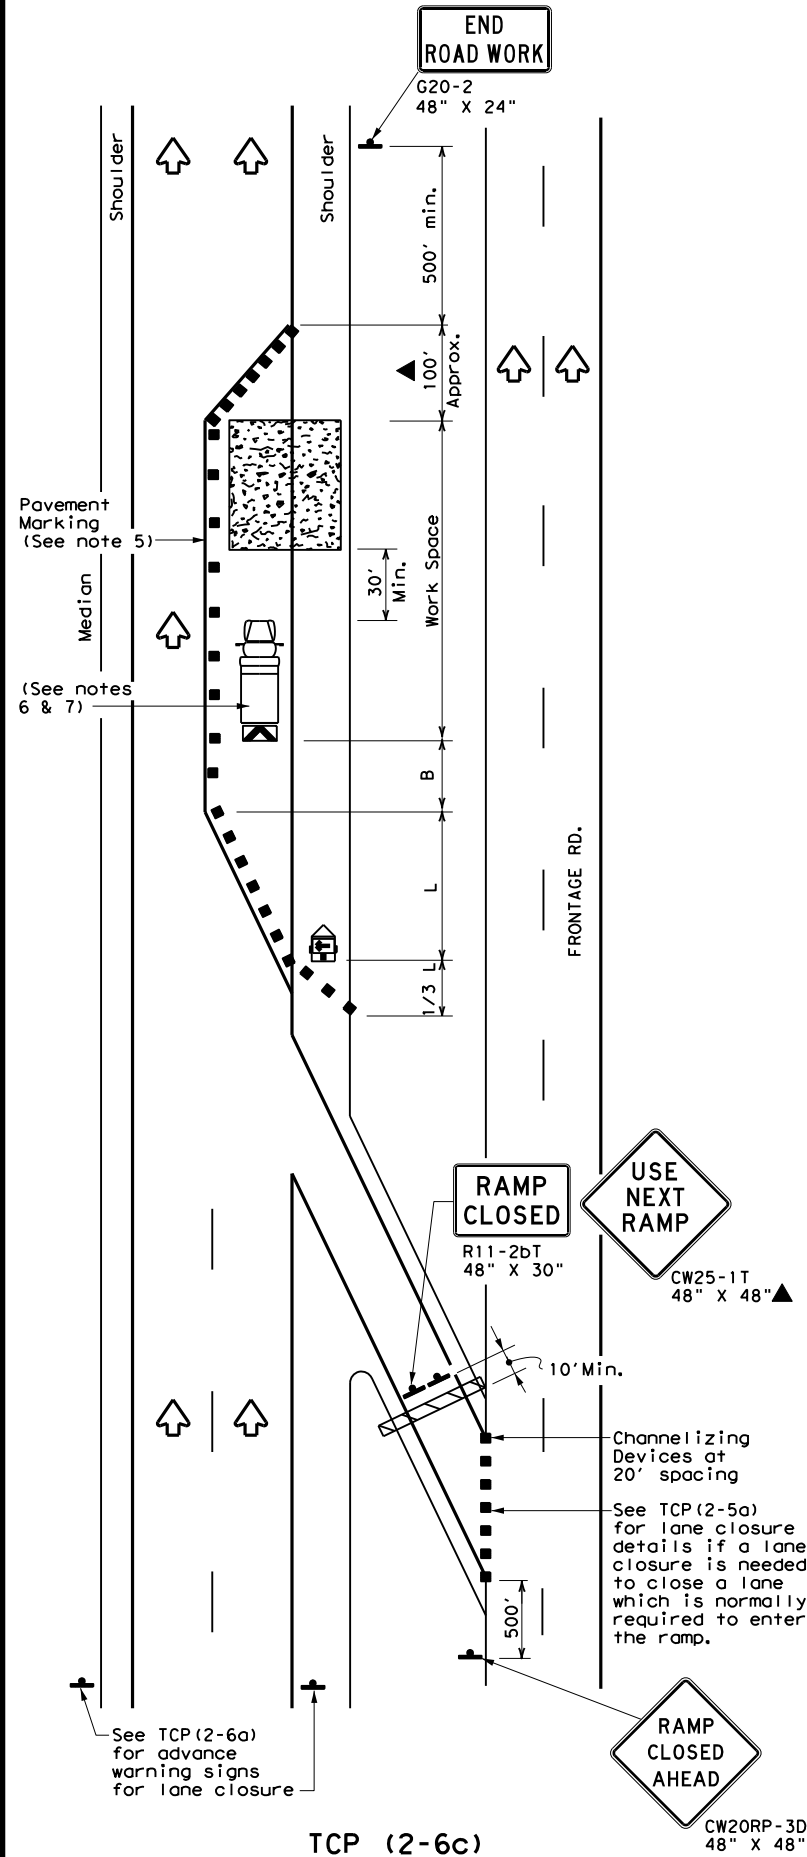 END
ROAD WORK
G20-2
48" X 24"
Shoulder
Shoulder
500' min.
100'
Approx.
Pavement
Marking
(See note 5)
Work Space
30'
Min.
Median
(See notes
6 & 7)
B
L
FRONTAGE RD.
1/3 L
RAMP
CLOSED
R11-2bT
48" X 30"
USE
NEXT
RAMP
CW25-1T
48" X 48"
10'Min.
Channelizing
Devices at
20' spacing
See TCP(2-5a)
for lane closure
details if a lane
closure is needed
to close a lane
which is normally
required to enter
the ramp.
500'
See TCP(2-6a)
for advance
warning signs
for lane closure
RAMP
CLOSED
AHEAD
CW20RP-3D
48" X 48"
TCP (2-6c)